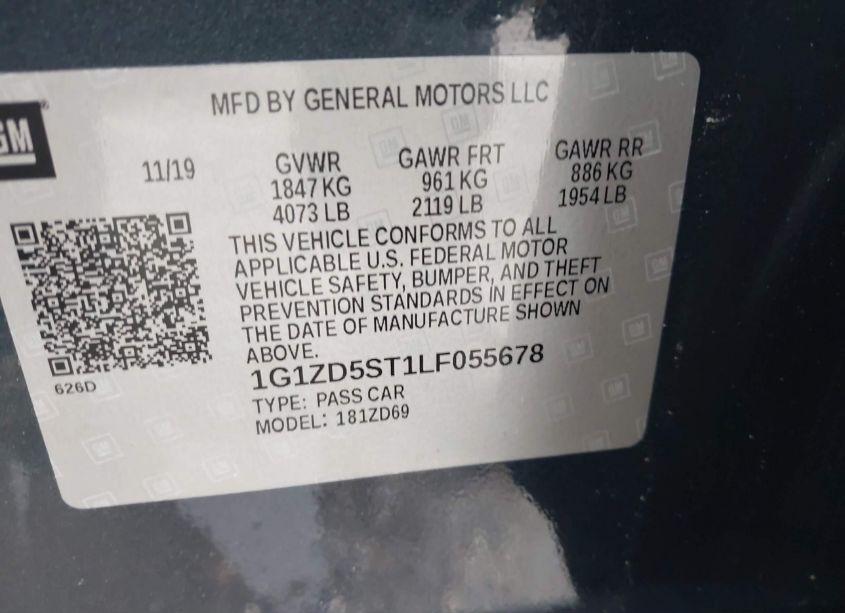 MFD BY GENERAL MOTORS LLC
GM
11/19
GVWR
1847 KG
4073 LB
GAWR FRT
961 KG
2119 LB
GAWR RR
886 KG
1954 LB
THIS VEHICLE CONFORMS TO ALL
APPLICABLE U.S. FEDERAL MOTOR
VEHICLE SAFETY, BUMPER, AND THEFT
PREVENTION STANDARDS IN EFFECT ON
THE DATE OF MANUFACTURE SHOWN
ABOVE.
626D
1G1ZD5ST1LF055678
TYPE: PASS CAR
MODEL: 181ZD69